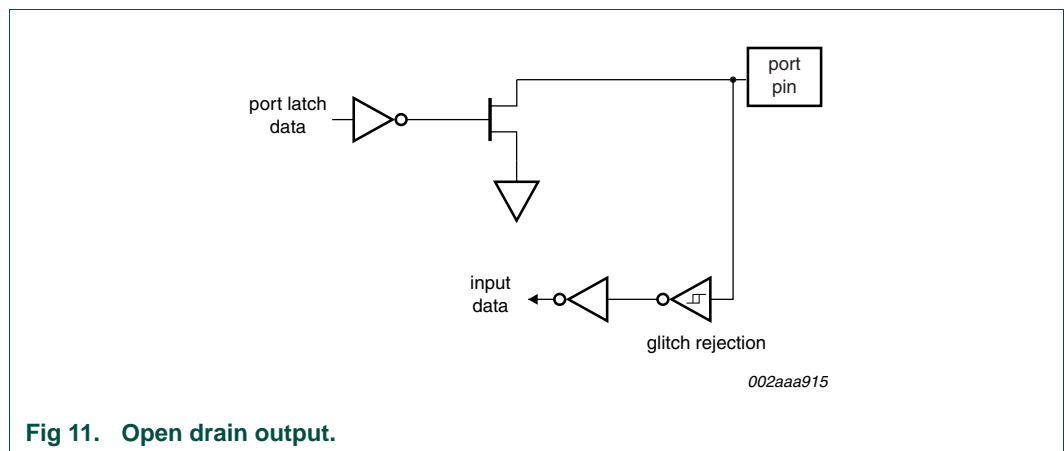 port
pin
port latch
data
input
data
glitch rejection
002aaa915
Fig 11. Open drain output.